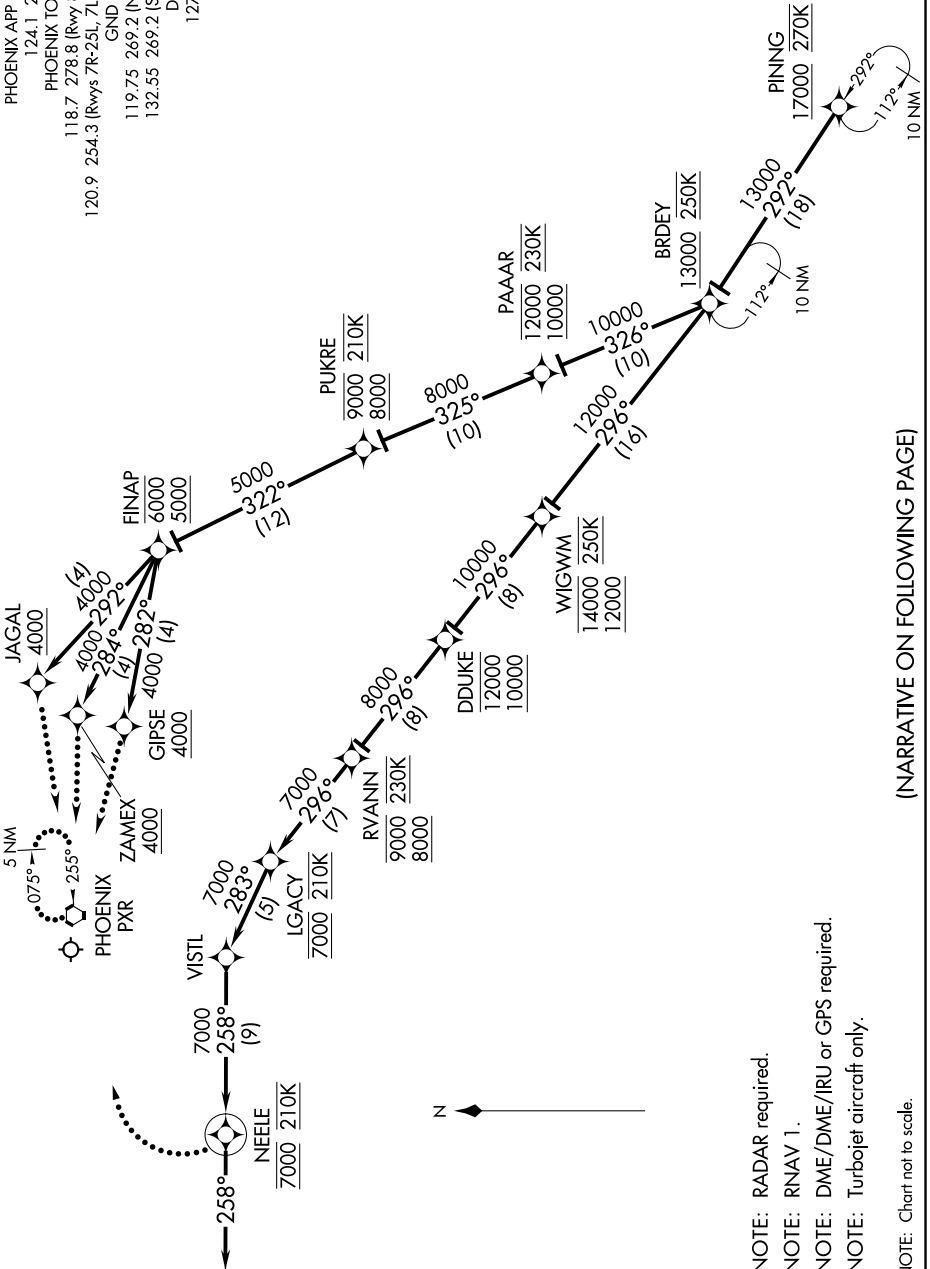 PHOENIX APP
124.1 2
PHOENIX TO
118.7 278.8 (Rwy
120.9 254.3 (Rwys 7R-25L, 7L
GND
119.75 269.2 (N
132.55 269.2 (S
D
127
JAGAL
4000
(4)
4000
292°
4000
284°
(4)
4000
282°
(4)
FINAP
6000
5000
GIPSE
4000
ZAMEX
4000
5 NM
075°
255°
PHOENIX
PXR
5000
322°
(12)
PUKRE
9000 210K
8000
8000
325°
(10)
PAAAR
12000 230K
10000
10000
326°
(10)
BRDEY
13000 250K
112°
10 NM
13000
292°
(18)
PINNG
17000 270K
292°
112°
10 NM
12000
296°
(16)
WIGWM
14000 250K
12000
10000
296°
(8)
DDUKE
12000
10000
8000
296°
(8)
RVANN
9000 230K
8000
7000
296°
(7)
LGACY
7000 210K
7000
283°
(5)
VISTL
7000
258°
(9)
NEELE
7000 210K
258°
N
NOTE: RADAR required.
NOTE: RNAV 1.
NOTE: DME/DME/IRU or GPS required.
NOTE: Turbojet aircraft only.
NOTE: Chart not to scale.
(NARRATIVE ON FOLLOWING PAGE)